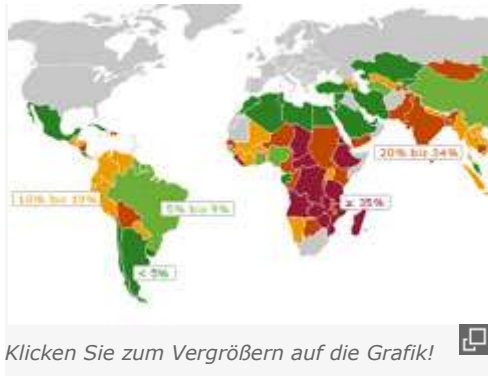 20% bis 34%
10% bis 19%
5% bis 9%
≥ 35%
< 5%
Klicken Sie zum Vergrößern auf die Grafik!